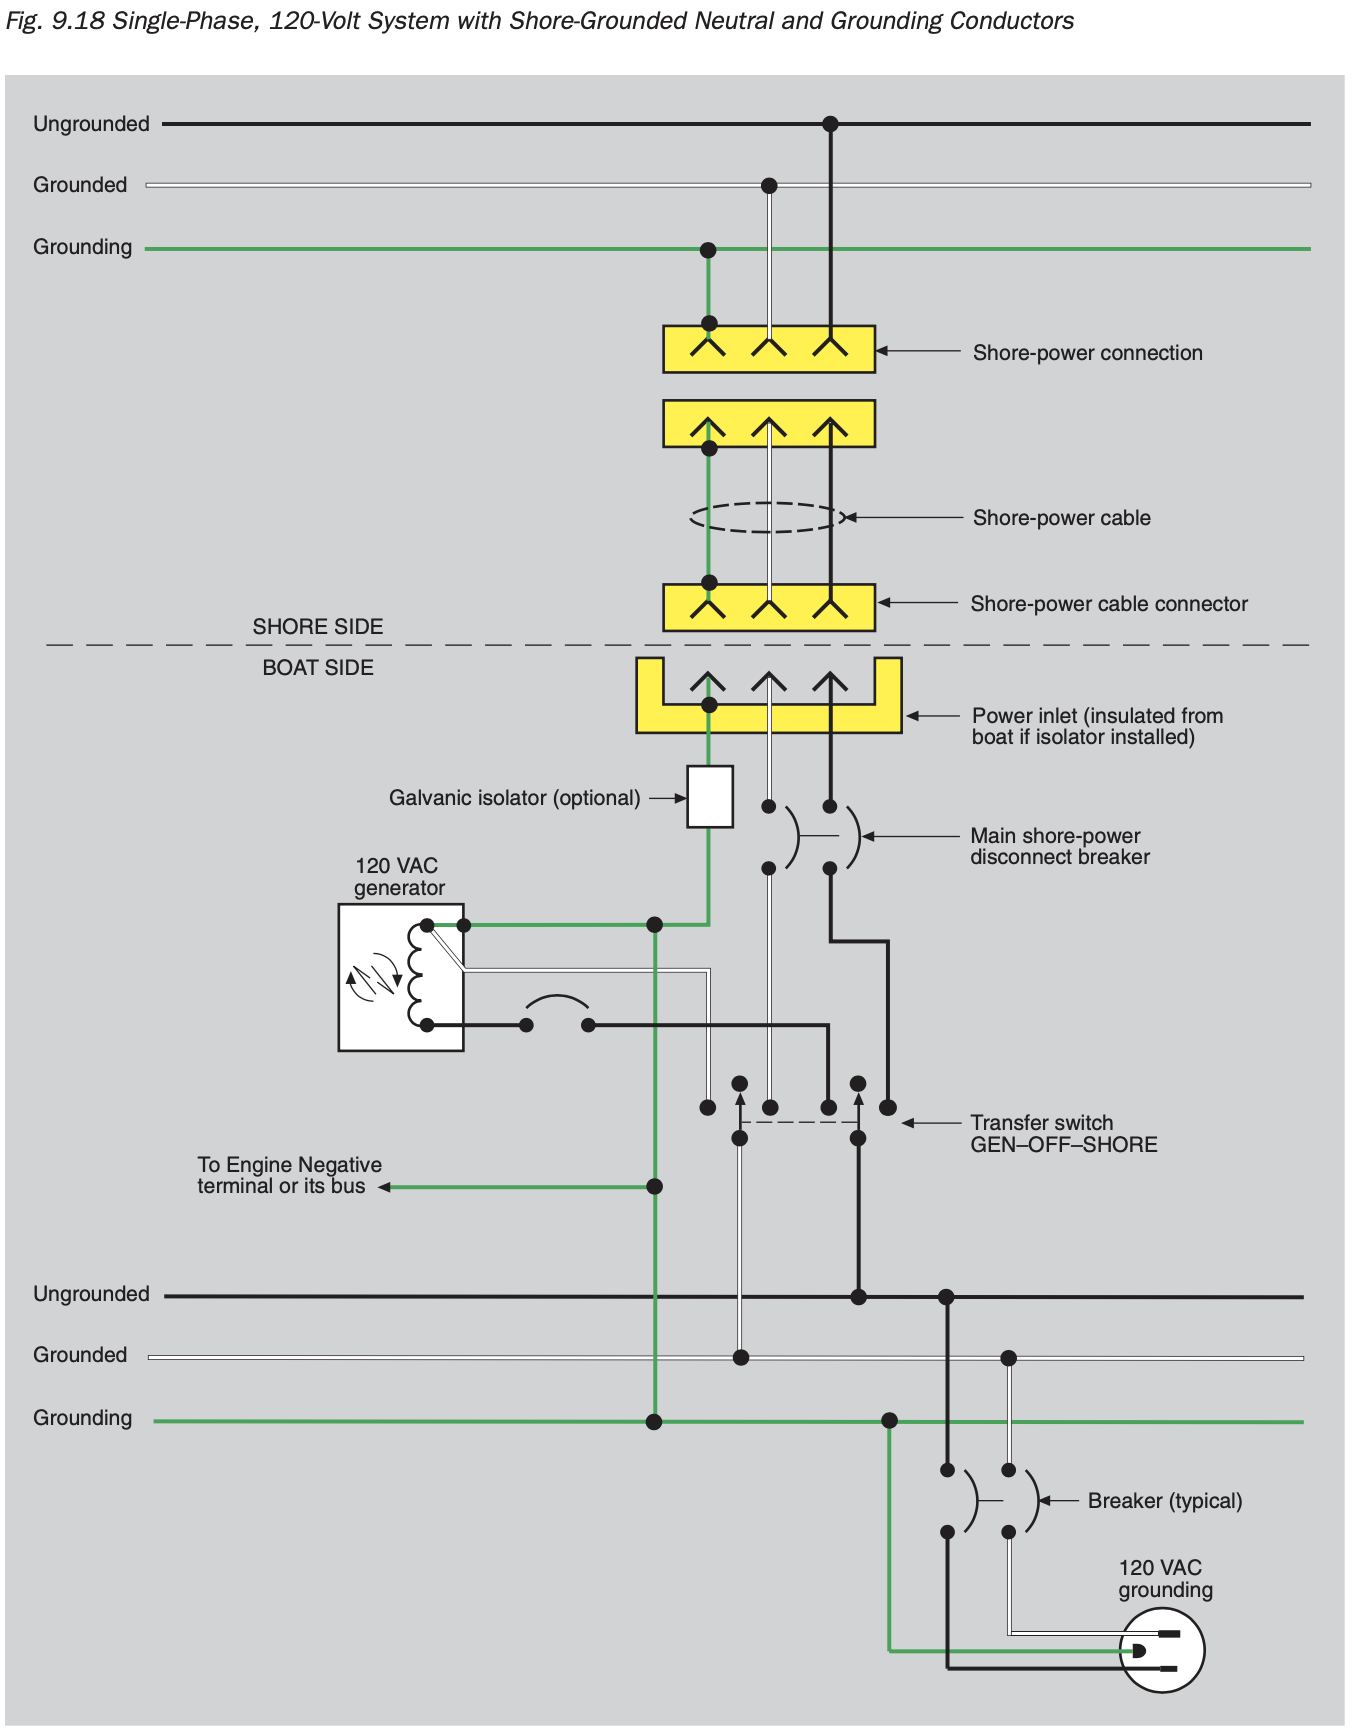 Fig. 9.18 Single-Phase, 120-Volt System with Shore-Grounded Neutral and Grounding Conductors
Ungrounded
Grounded
Grounding
Shore-power connection
Shore-power cable
Shore-power cable connector
SHORE SIDE
BOAT SIDE
Power inlet (insulated from
boat if isolator installed)
Galvanic isolator (optional)
Main shore-power
disconnect breaker
120 VAC
generator
Transfer switch
GEN–OFF–SHORE
To Engine Negative
terminal or its bus
Ungrounded
Grounded
Grounding
Breaker (typical)
120 VAC
grounding